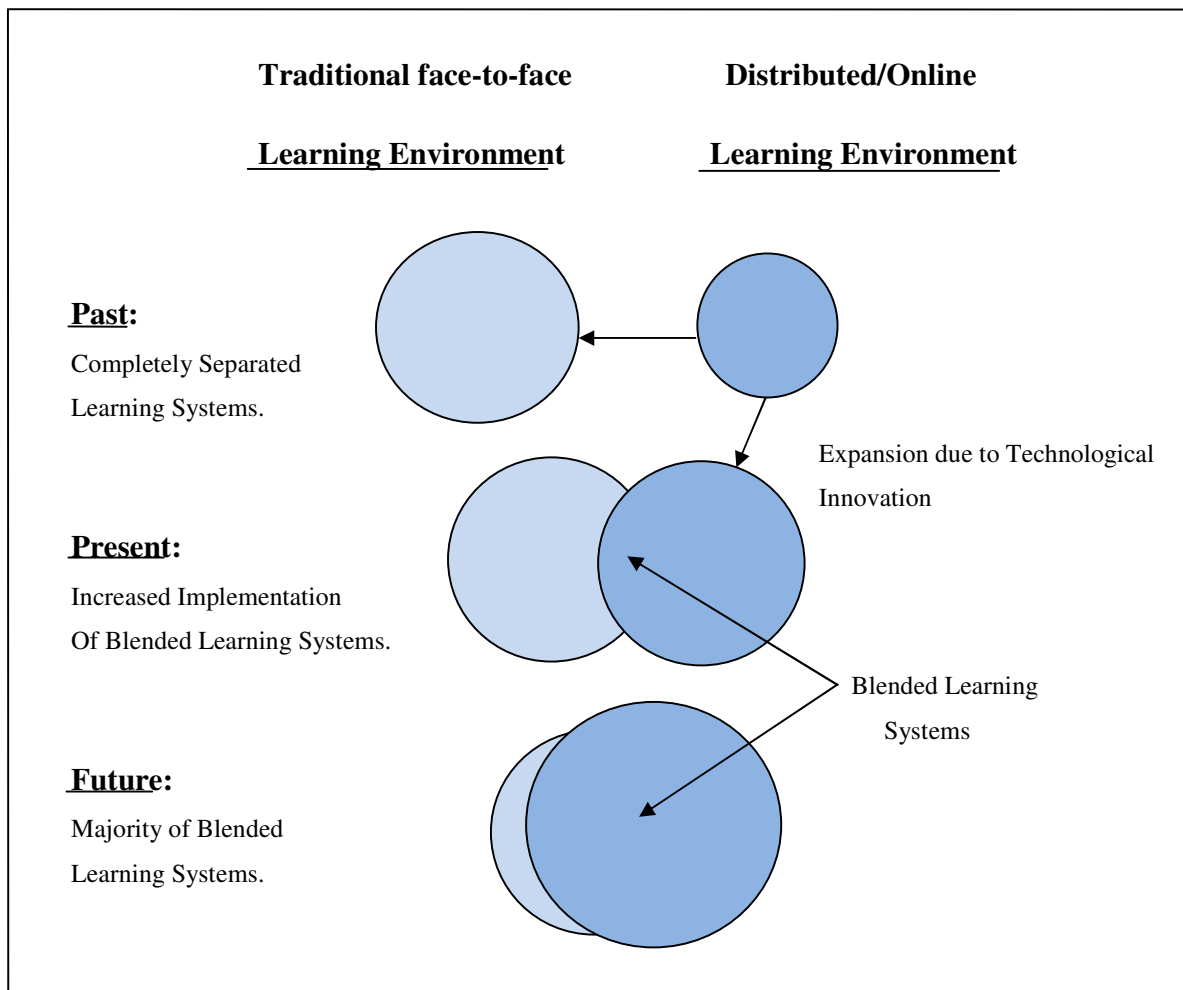 Traditional face-to-face
Learning Environment
Distributed/Online
Learning Environment
Past:
Completely Separated
Learning Systems.
Expansion due to Technological
Innovation
Present:
Increased Implementation
Of Blended Learning Systems.
Blended Learning
Systems
Future:
Majority of Blended
Learning Systems.